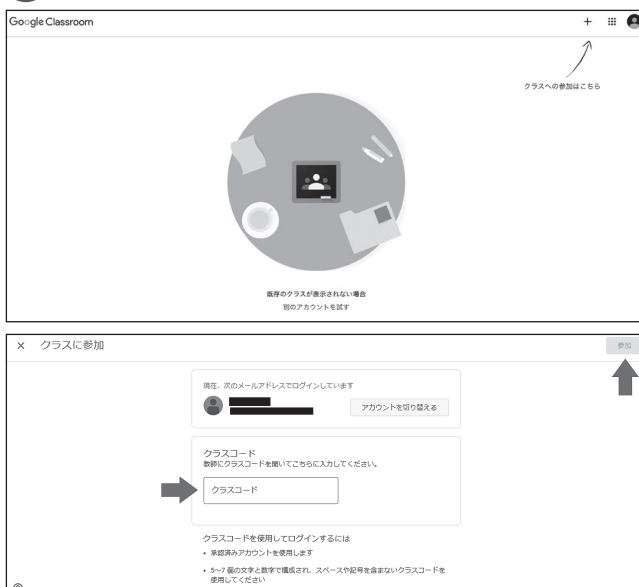 Google Classroom
クラスへの参加はこちら
既存のクラスが表示されない場合
別のアカウントを試す
× クラスに参加
参加
現在、次のメールアドレスでログインしています
アカウントを切り替える
クラスコード
教師にクラスコードを聞いてこちらに入力してください。
クラスコード
クラスコードを使用してログインするには
• 承認済みアカウントを使用します
• 5~7 個の文字と数字で構成され、スペースや記号を含まないクラスコードを
使用してください